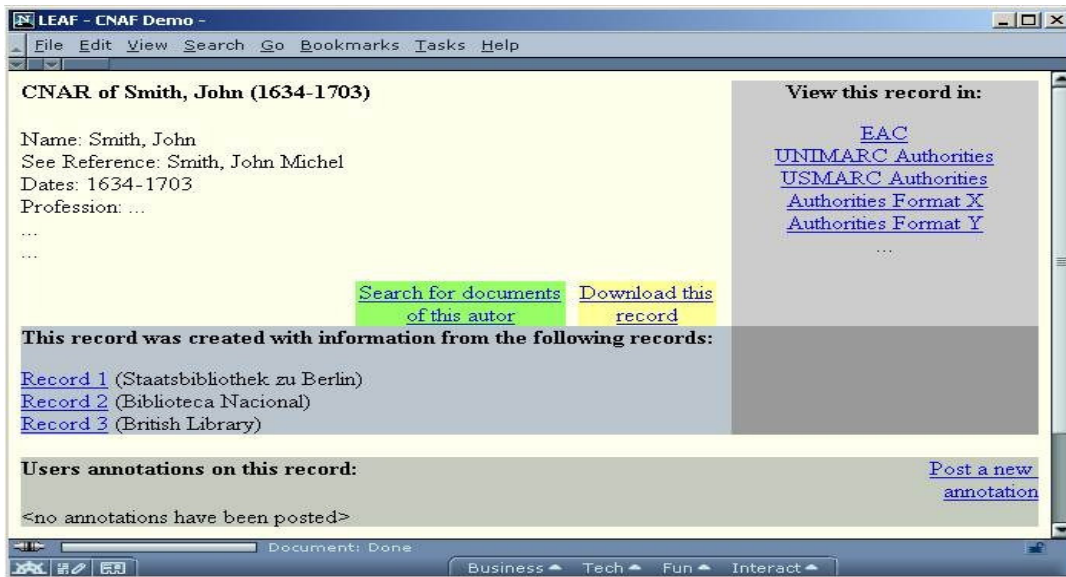 LEAF - CNAF Demo -
File Edit View Search Go Bookmarks Tasks Help
CNAR of Smith, John (1634-1703)
Name: Smith, John
See Reference: Smith, John Michel
Dates: 1634-1703
Profession: ...
...
...
Search for documents
of this autor
Download this
record
View this record in:
EAC
UNIMARC Authorities
USMARC Authorities
Authorities Format X
Authorities Format Y
...
This record was created with information from the following records:
Record 1 (Staatsbibliothek zu Berlin)
Record 2 (Biblioteca Nacional)
Record 3 (British Library)
Users annotations on this record:
Post a new
annotation
<no annotations have been posted>
Document: Done
Business Tech Fun Interact